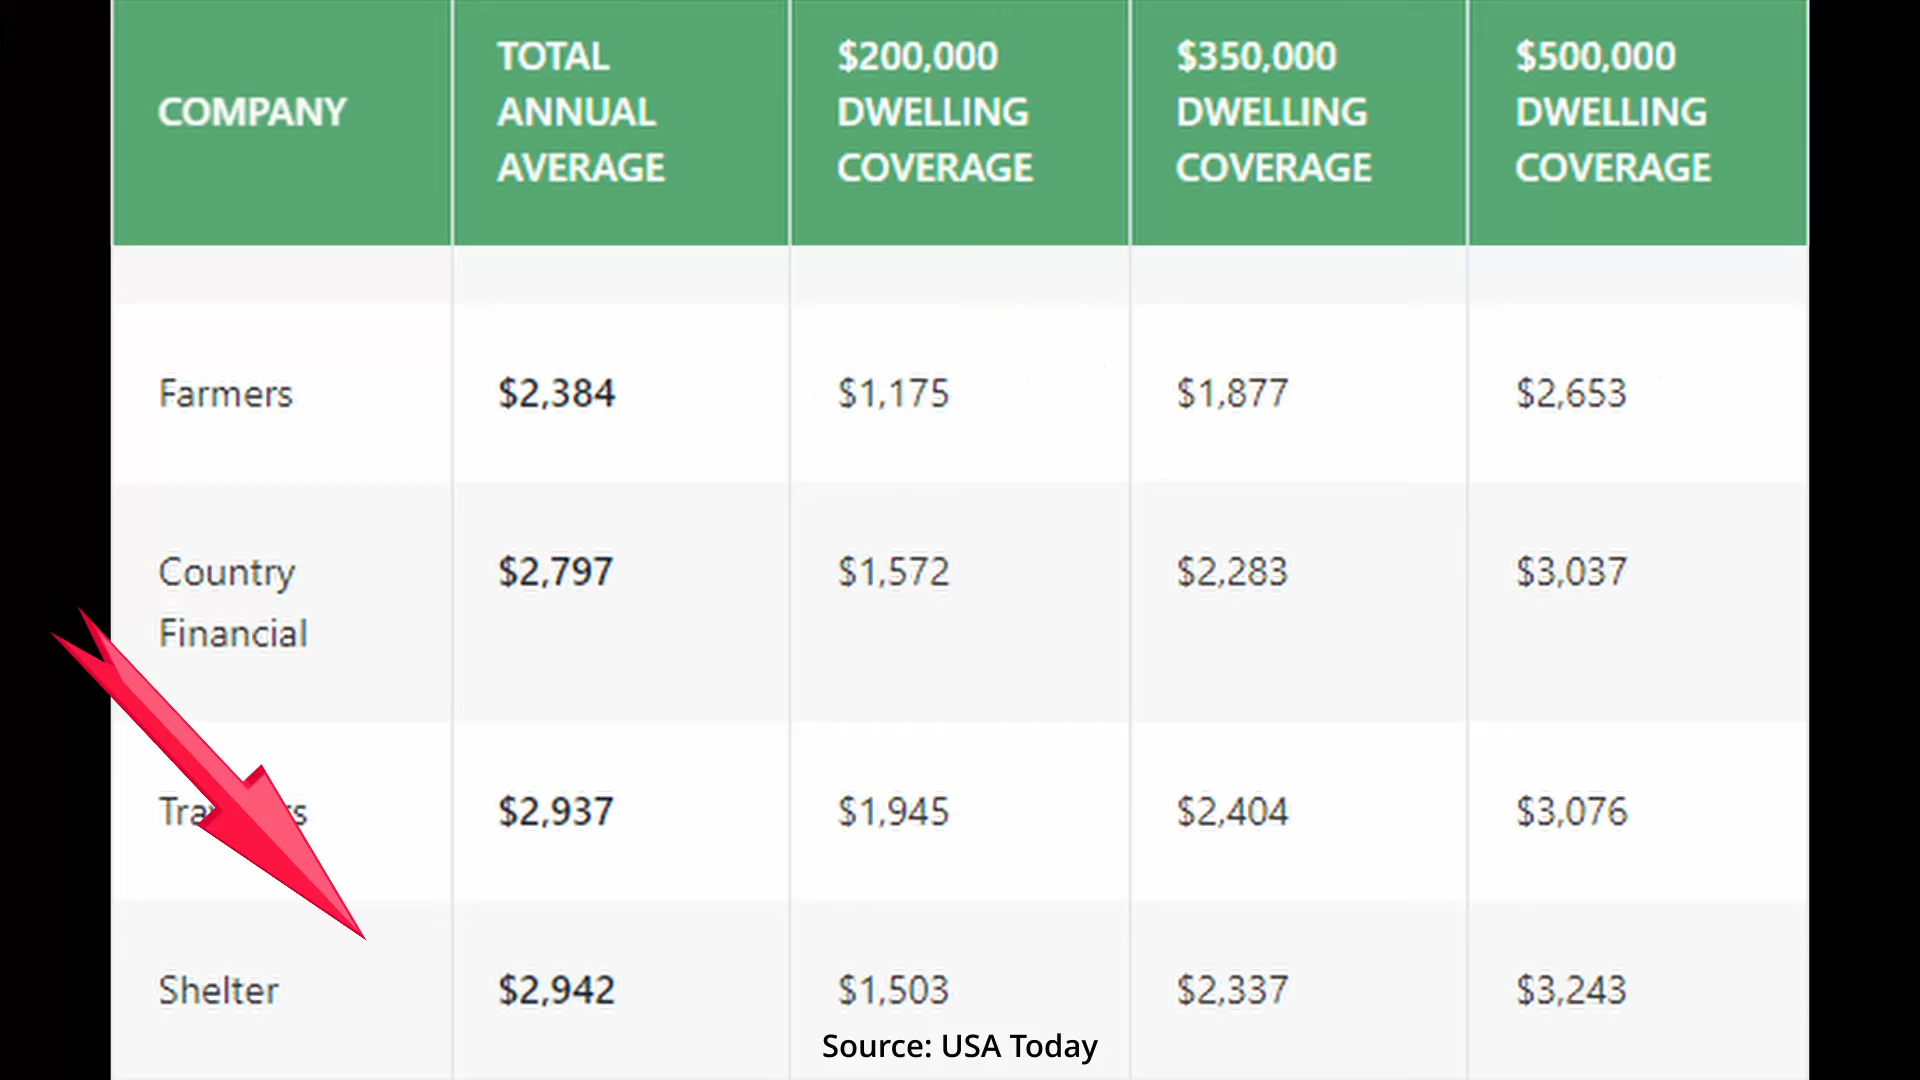 COMPANY
TOTAL
ANNUAL
AVERAGE
$200,000
DWELLING
COVERAGE
$350,000
DWELLING
COVERAGE
$500,000
DWELLING
COVERAGE
Farmers
$2,384
$1,175
$1,877
$2,653
Country
Financial
$2,797
$1,572
$2,283
$3,037
$2,937
$1,945
$2,404
$3,076
Shelter
$2,942
$1,503
$2,337
$3,243
Source: USA Today